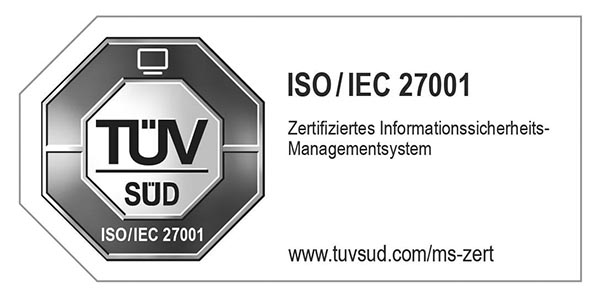 TÜV
SÜD
ISO/IEC 27001
ISO/IEC 27001
Zertifiziertes Informationssicherheits-
Managementsystem
www.tuvsud.com/ms-zert